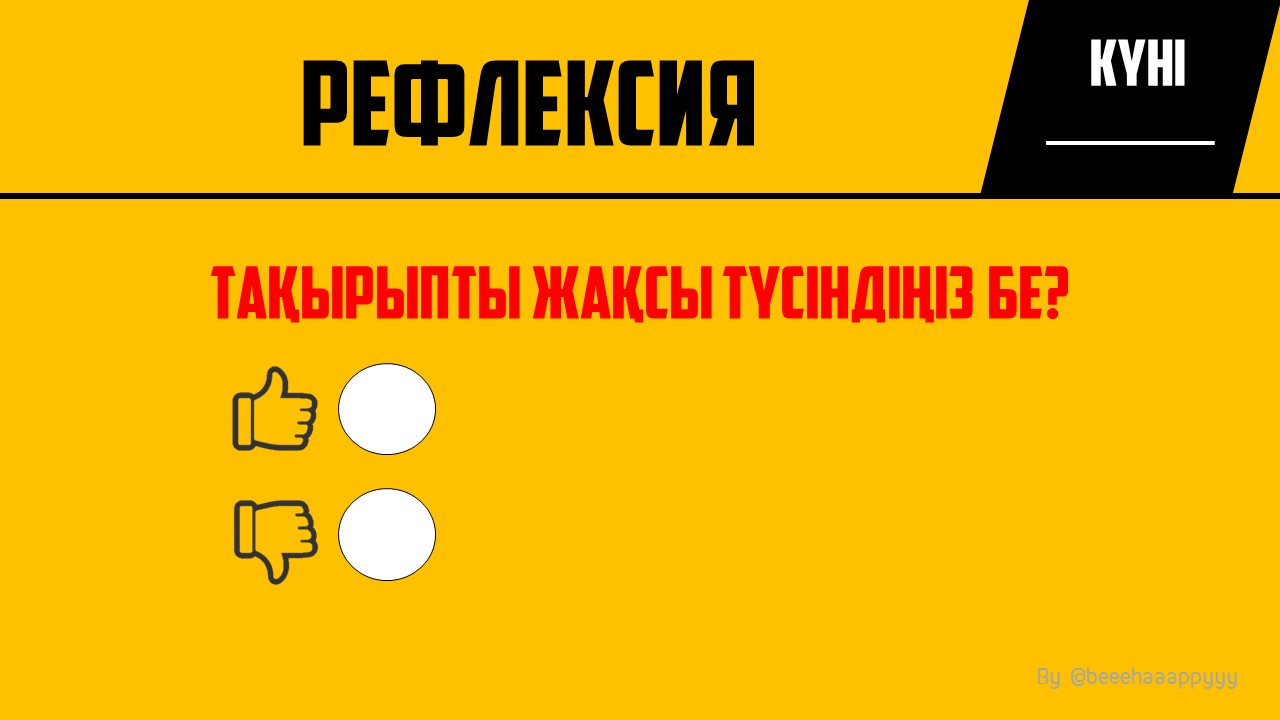 РЕФЛЕКСИЯ
КҮНІ
ТАҚЫРЫПТЫ ЖАҚСЫ ТҮСІНДІҢІЗ БЕ?
By @beeehaaappyyy